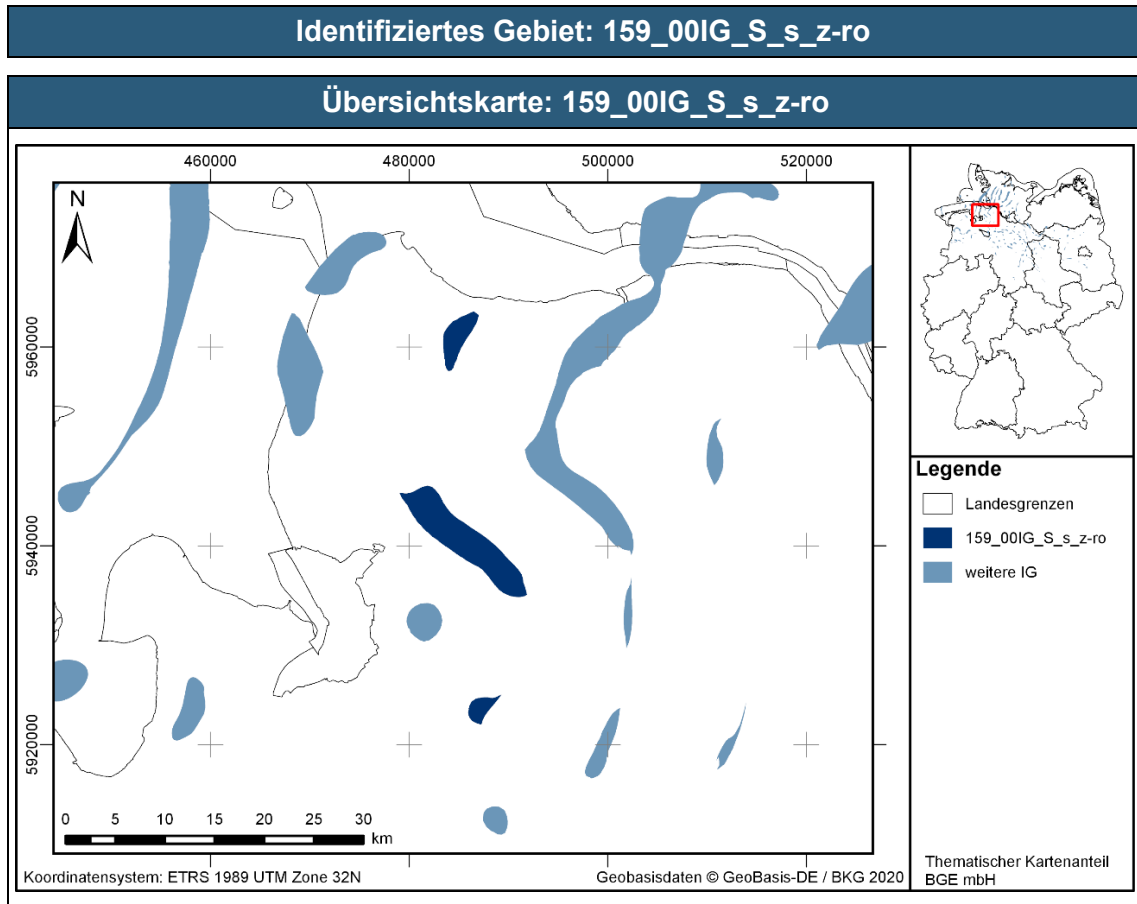 Identifiziertes Gebiet: 159_00IG_S_s_z-ro
Übersichtskarte: 159_00IG_S_s_z-ro
460000 480000 500000 520000
N
5960000
5940000
5920000
0 5 10 15 20 25 30
km
Koordinatensystem: ETRS 1989 UTM Zone 32N
Geobasisdaten © GeoBasis-DE / BKG 2020
Legende
Landesgrenzen
159_00IG_S_s_z-ro
weitere IG
Thematischer Kartenanteil
BGE mbH